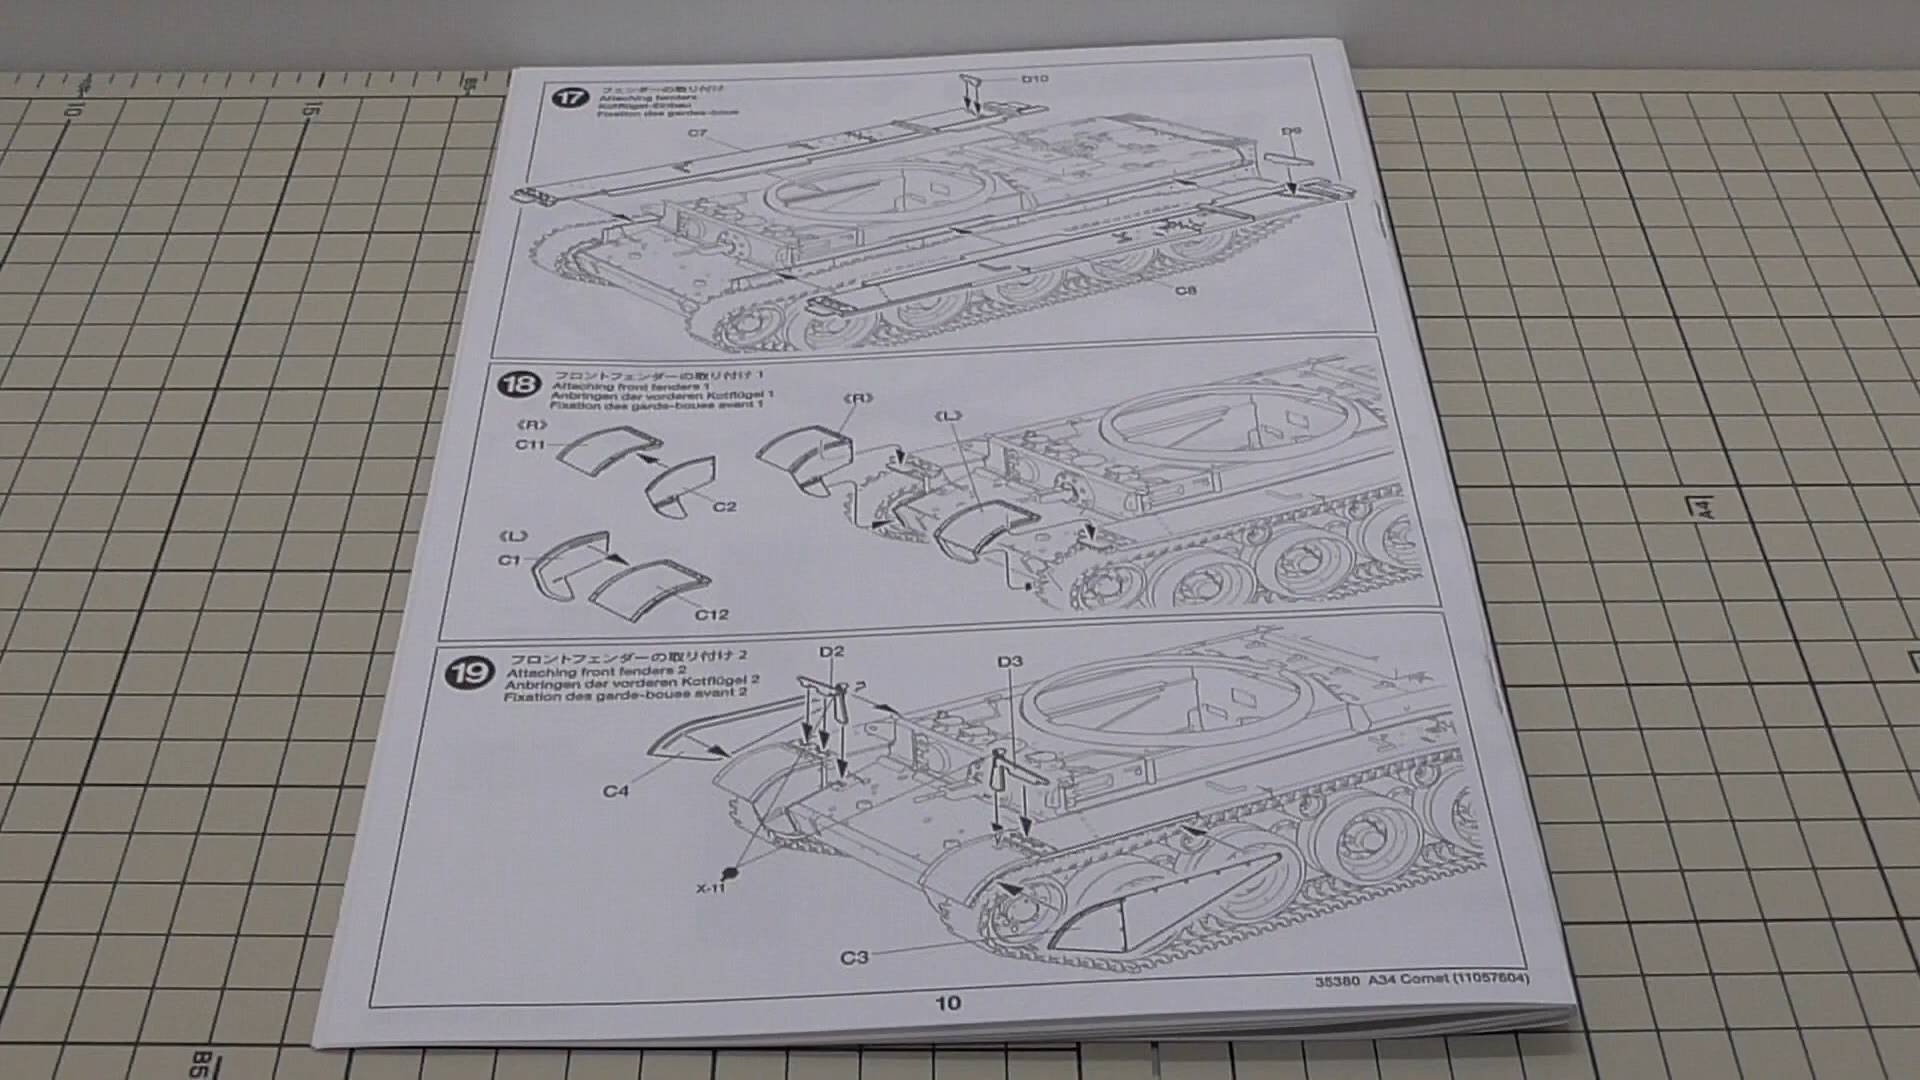 17
フェンダーの取り付け
Attaching fenders
Kotflügel-Einbau
Fixation des gardes-boue
D10
C7
D9
C8
18
フロントフェンダーの取り付け 1
Attaching front fenders 1
Anbringen der vorderen Kotflügel 1
Fixation des garde-boues avant 1
《R》
C11
C2
《L》
C1
C12
《R》
《L》
19
フロントフェンダーの取り付け 2
Attaching front fenders 2
Anbringen der vorderen Kotflügel 2
Fixation des garde-boues avant 2
D2
D3
C4
X-11
C3
35380 A34 Comet (11057604)
10
10
15
B5
A4
B5